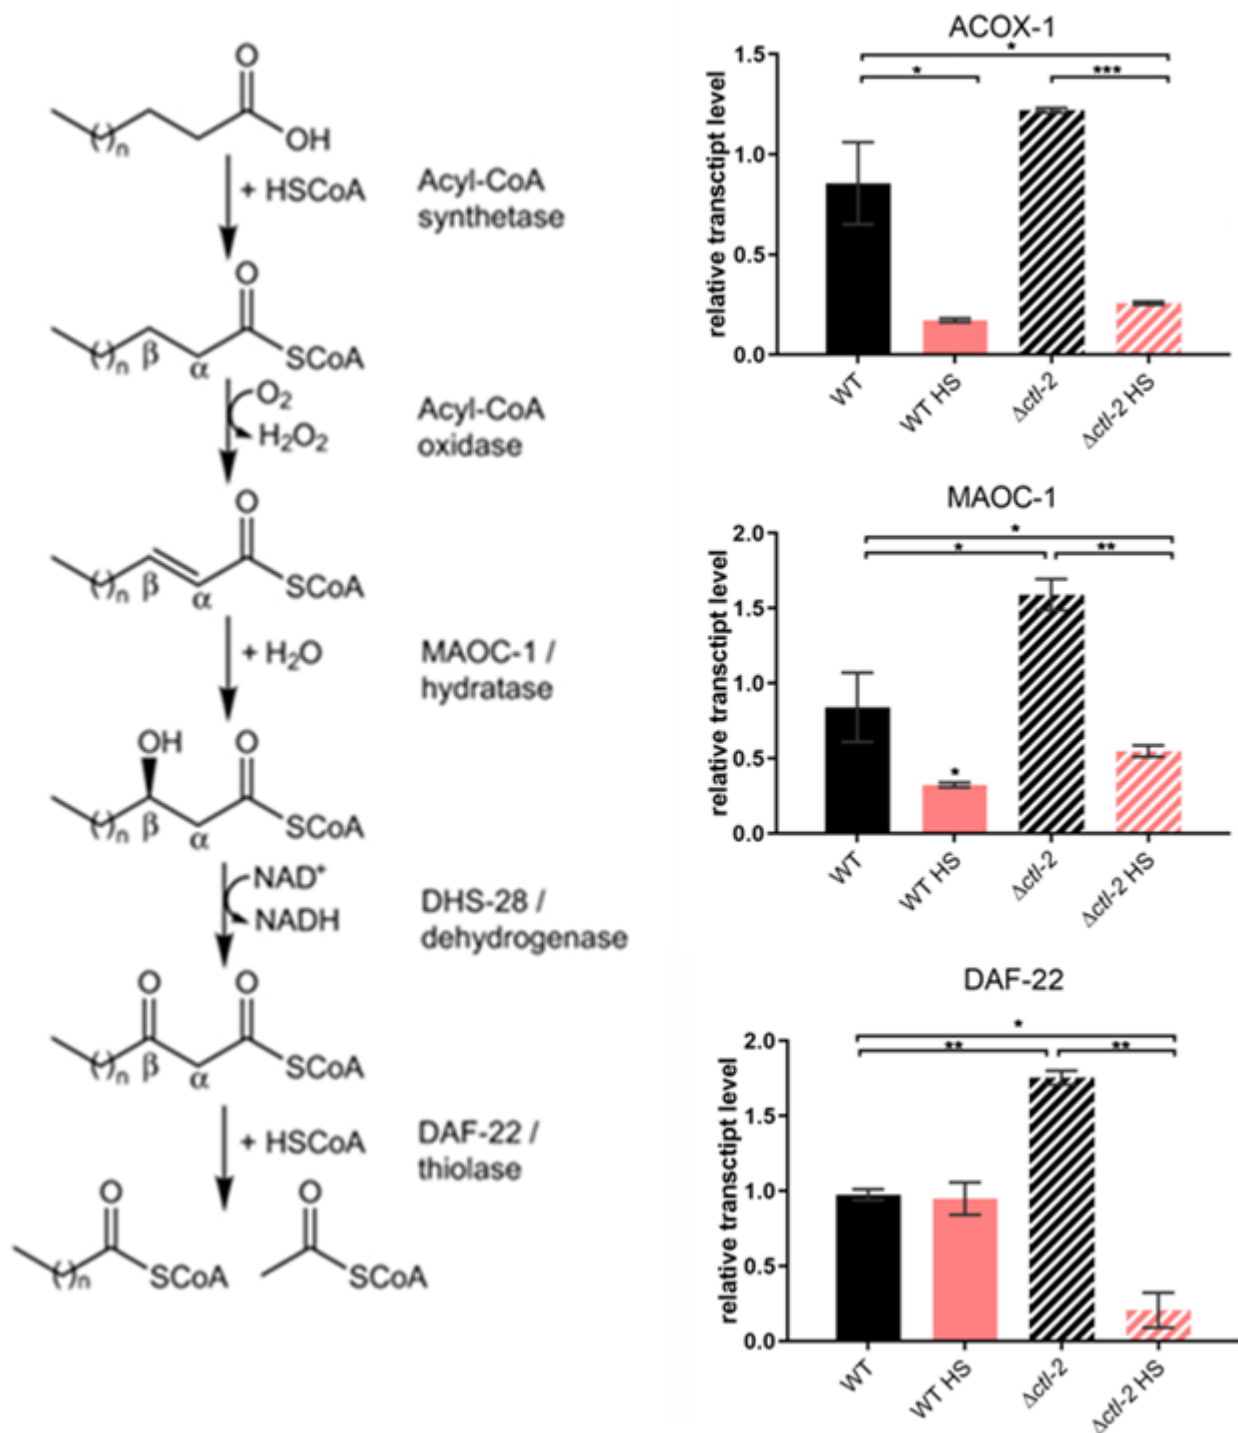 O
OH
( )n
+ HSCoA
Acyl-CoA
synthetase
O
SCoA
( )n β
α
O2
H2O2
Acyl-CoA
oxidase
O
SCoA
( )n β
α
+ H2O
MAOC-1 /
hydratase
OH O
SCoA
( )n β
α
NAD+
NADH
DHS-28 /
dehydrogenase
O O
SCoA
( )n β
α
+ HSCoA
DAF-22 /
thiolase
O O
( )n
SCoA SCoA
ACOX-1
relative transctipt level
1.5
1.0
0.5
0.0
*
* ***
WT
WT HS
Δctl-2
Δctl-2 HS
MAOC-1
relative transctipt level
2.0
1.5
1.0
0.5
0.0
*
* **
*
WT
WT HS
Δctl-2
Δctl-2 HS
DAF-22
relative transctipt level
2.0
1.5
1.0
0.5
0.0
*
** **
WT
WT HS
Δctl-2
Δctl-2 HS